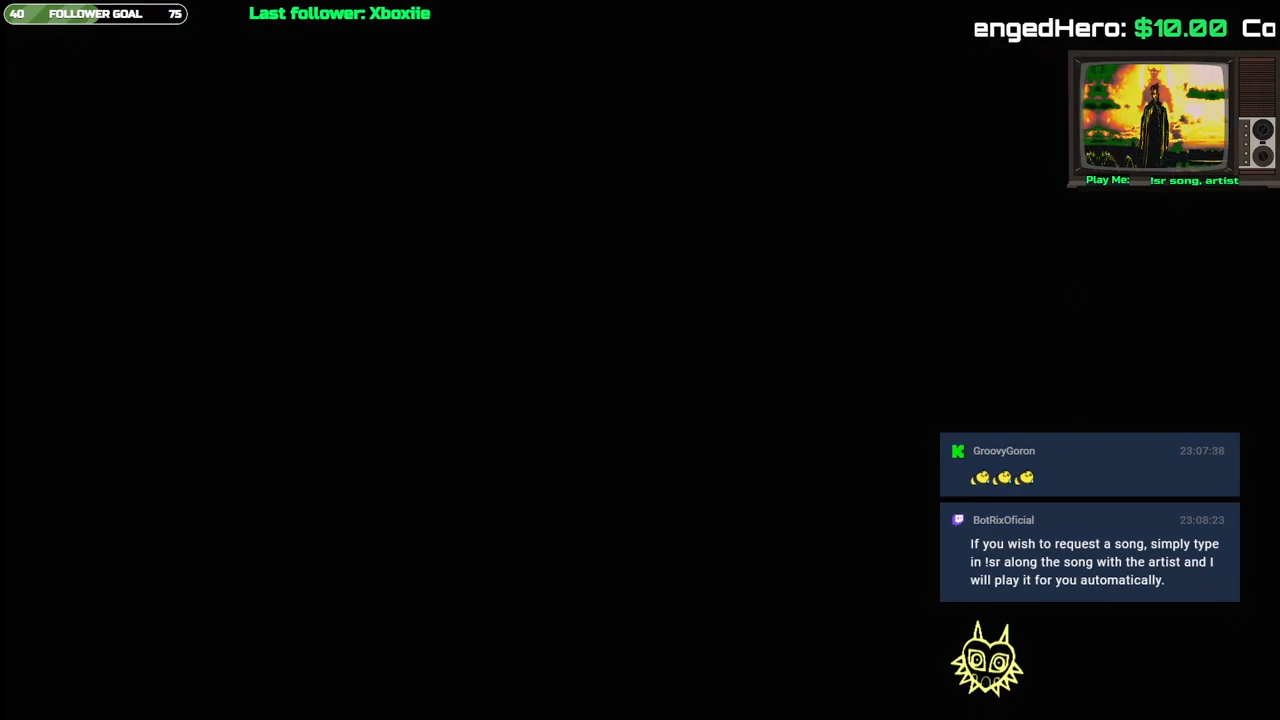 40 FOLLOWER GOAL 75
Last follower: Xboxiie
engedHero: $10.00 Co
Play Me: !sr song, artist
GroovyGoron 23:07:38
BotRixOficial 23:08:23
If you wish to request a song, simply type
in !sr along the song with the artist and I
will play it for you automatically.